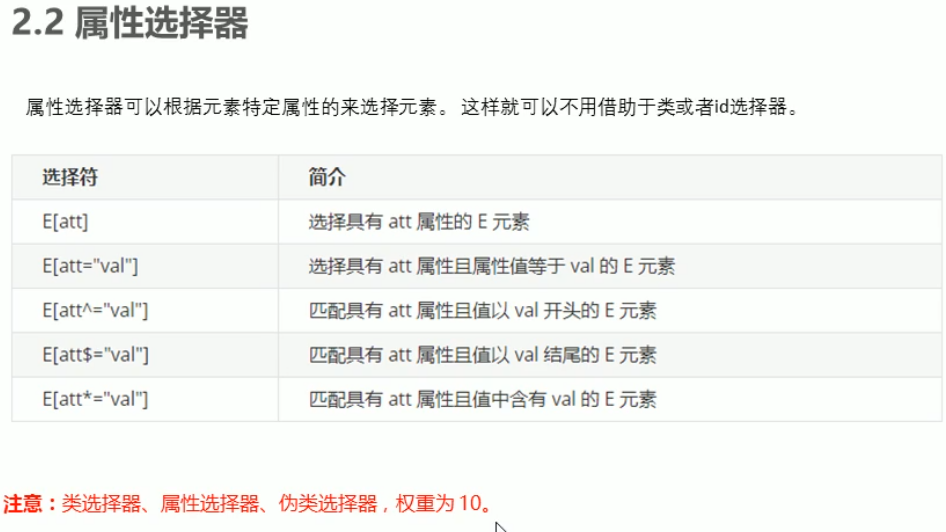 2.2 属性选择器
属性选择器可以根据元素特定属性的来选择元素。 这样就可以不用借助于类或者id选择器。
选择符 简介
E[att] 选择具有 att 属性的 E 元素
E[att="val"] 选择具有 att 属性且属性值等于 val 的 E 元素
E[att^="val"] 匹配具有 att 属性且值以 val 开头的 E 元素
E[att$="val"] 匹配具有 att 属性且值以 val 结尾的 E 元素
E[att*="val"] 匹配具有 att 属性且值中含有 val 的 E 元素
注意：类选择器、属性选择器、伪类选择器，权重为 10。